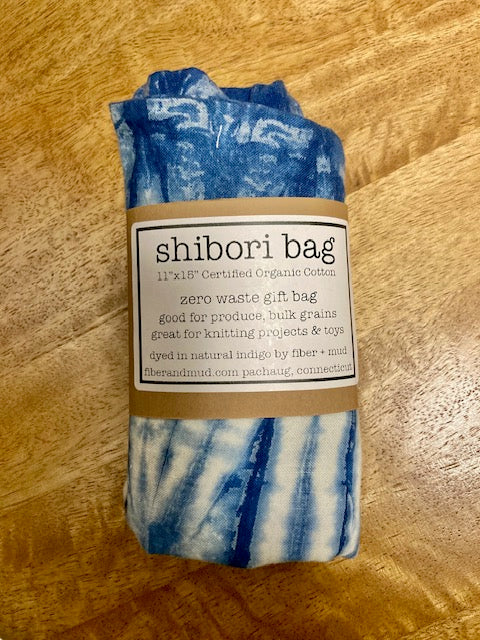 shibori bag
11"x15" Certified Organic Cotton
zero waste gift bag
good for produce, bulk grains
great for knitting projects & toys
dyed in natural indigo by fiber + mud
fiberandmud.com pachaug, connecticut